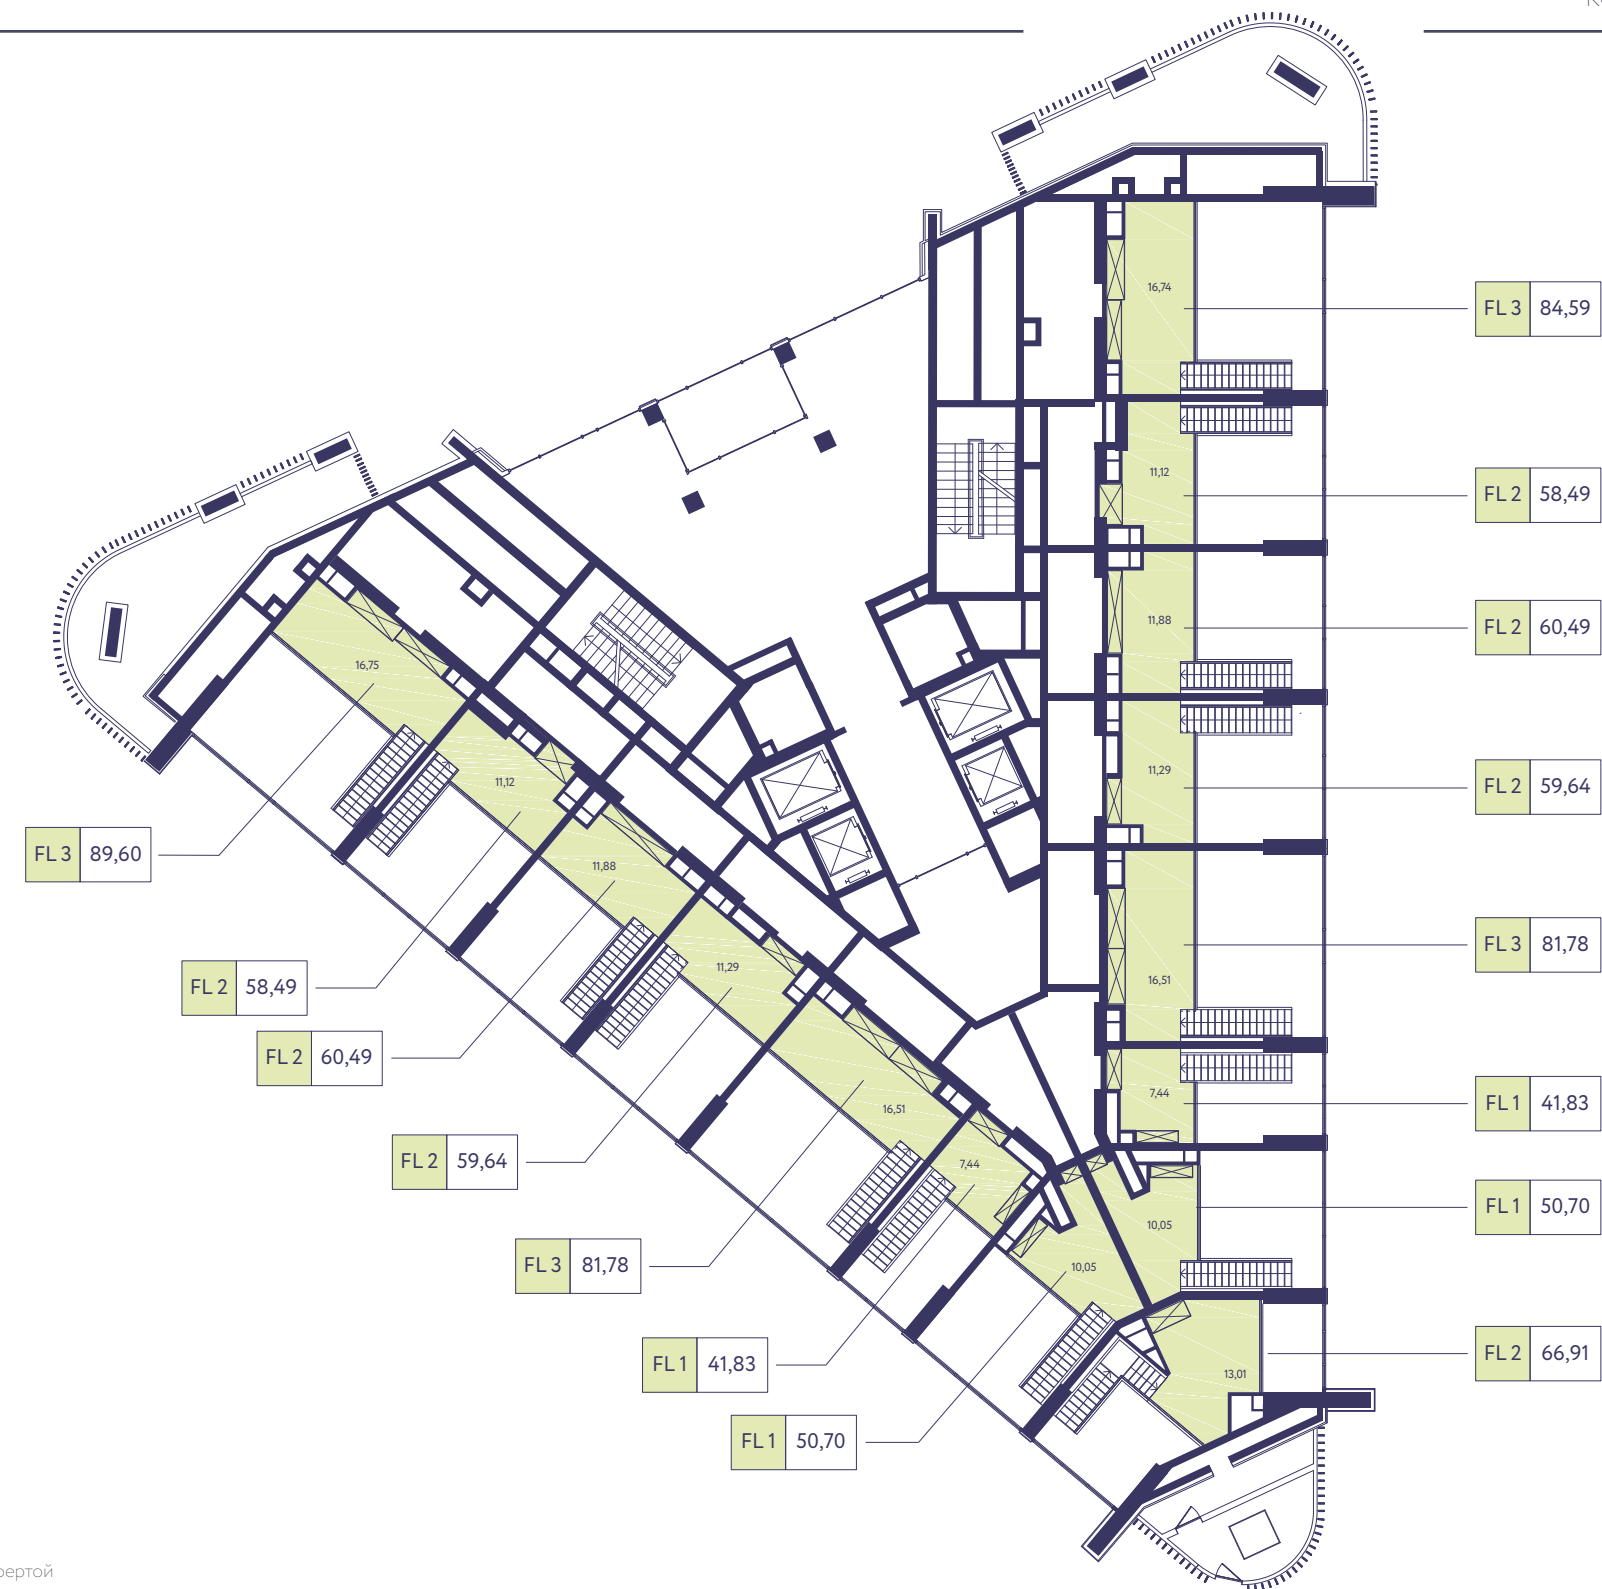 16,74
FL 3 84,59
11,12
FL 2 58,49
11,88
FL 2 60,49
16,75
11,29
FL 2 59,64
11,12
FL 3 89,60
11,88
FL 3 81,78
11,29
16,51
FL 2 58,49
FL 2 60,49
7,44
FL 1 41,83
16,51
FL 2 59,64
7,44
FL 1 50,70
10,05
FL 3 81,78
10,05
FL 2 66,91
FL 1 41,83
13,01
FL 1 50,70